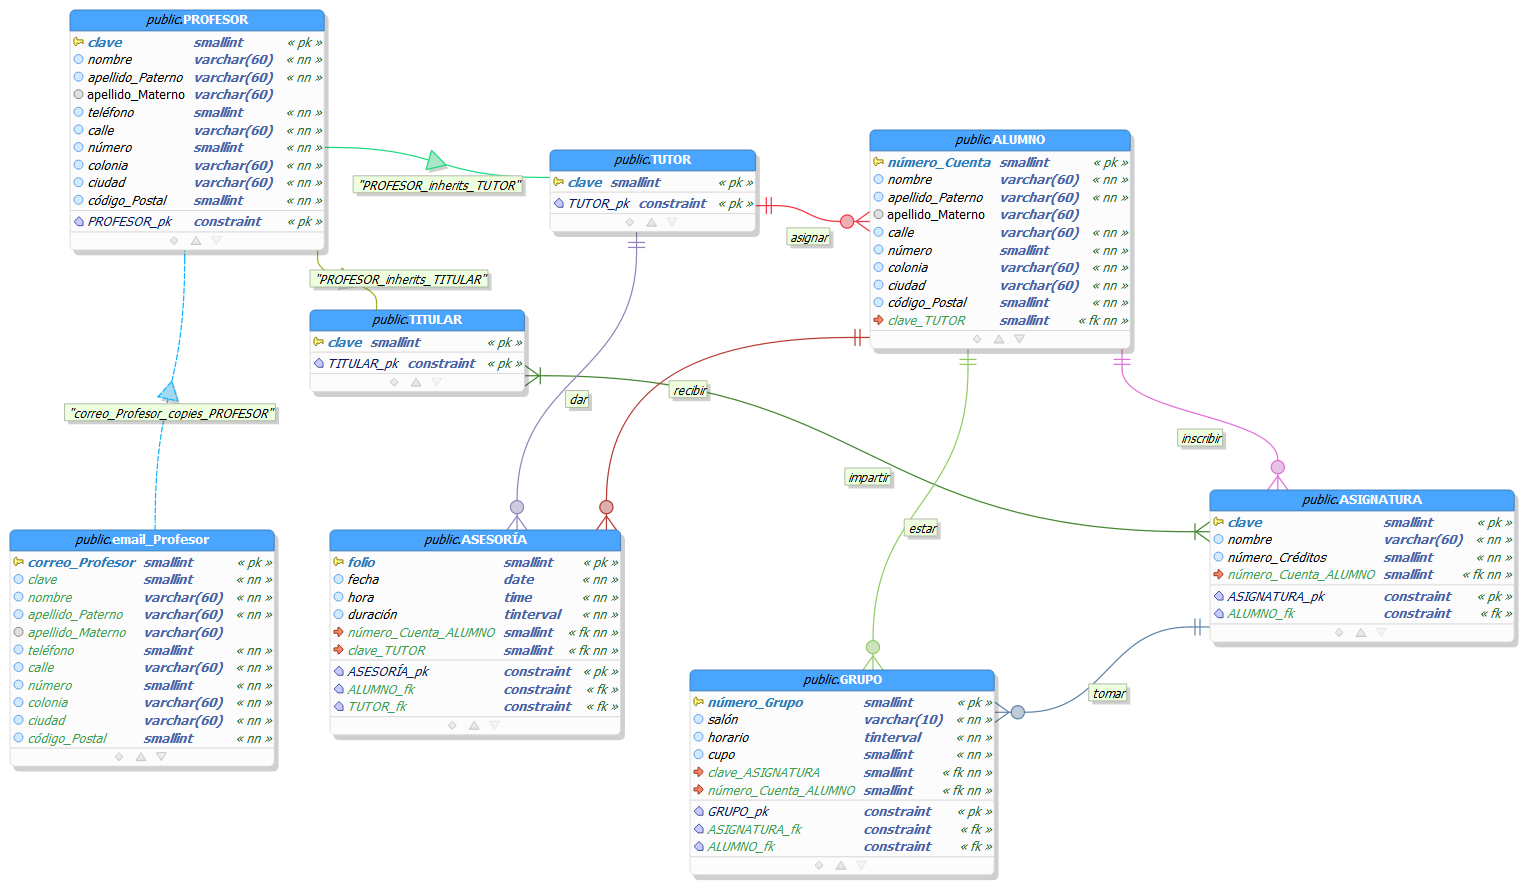 public.PROFESOR
clave smallint « pk »
nombre varchar(60) « nn »
apellido_Paterno varchar(60) « nn »
apellido_Materno varchar(60)
teléfono smallint « nn »
calle varchar(60) « nn »
número smallint « nn »
colonia varchar(60) « nn »
ciudad varchar(60) « nn »
código_Postal smallint « nn »
PROFESOR_pk constraint « pk »
"PROFESOR_inherits_TUTOR"
public.TUTOR
clave smallint « pk »
TUTOR_pk constraint « pk »
asignar
public.ALUMNO
número_Cuenta smallint « pk »
nombre varchar(60) « nn »
apellido_Paterno varchar(60) « nn »
apellido_Materno varchar(60)
calle varchar(60) « nn »
número smallint « nn »
colonia varchar(60) « nn »
ciudad varchar(60) « nn »
código_Postal smallint « nn »
clave_TUTOR smallint « fk nn »
"PROFESOR_inherits_TITULAR"
public.TITULAR
clave smallint « pk »
TITULAR_pk constraint « pk »
dar
recibir
"correo_Profesor_copies_PROFESOR"
inscribir
impartir
estar
public.email_Profesor
correo_Profesor smallint « pk »
clave smallint « nn »
nombre varchar(60) « nn »
apellido_Paterno varchar(60) « nn »
apellido_Materno varchar(60)
teléfono smallint « nn »
calle varchar(60) « nn »
número smallint « nn »
colonia varchar(60) « nn »
ciudad varchar(60) « nn »
código_Postal smallint « nn »
public.ASESORÍA
folio smallint « pk »
fecha date « nn »
hora time « nn »
duración tinterval « nn »
número_Cuenta_ALUMNO smallint « fk nn »
clave_TUTOR smallint « fk nn »
ASESORÍA_pk constraint « pk »
ALUMNO_fk constraint « fk »
TUTOR_fk constraint « fk »
public.ASIGNATURA
clave smallint « pk »
nombre varchar(60) « nn »
número_Créditos smallint « nn »
número_Cuenta_ALUMNO smallint « fk nn »
ASIGNATURA_pk constraint « pk »
ALUMNO_fk constraint « fk »
tomar
public.GRUPO
número_Grupo smallint « pk »
salón varchar(10) « nn »
horario tinterval « nn »
cupo smallint « nn »
clave_ASIGNATURA smallint « fk nn »
número_Cuenta_ALUMNO smallint « fk nn »
GRUPO_pk constraint « pk »
ASIGNATURA_fk constraint « fk »
ALUMNO_fk constraint « fk »